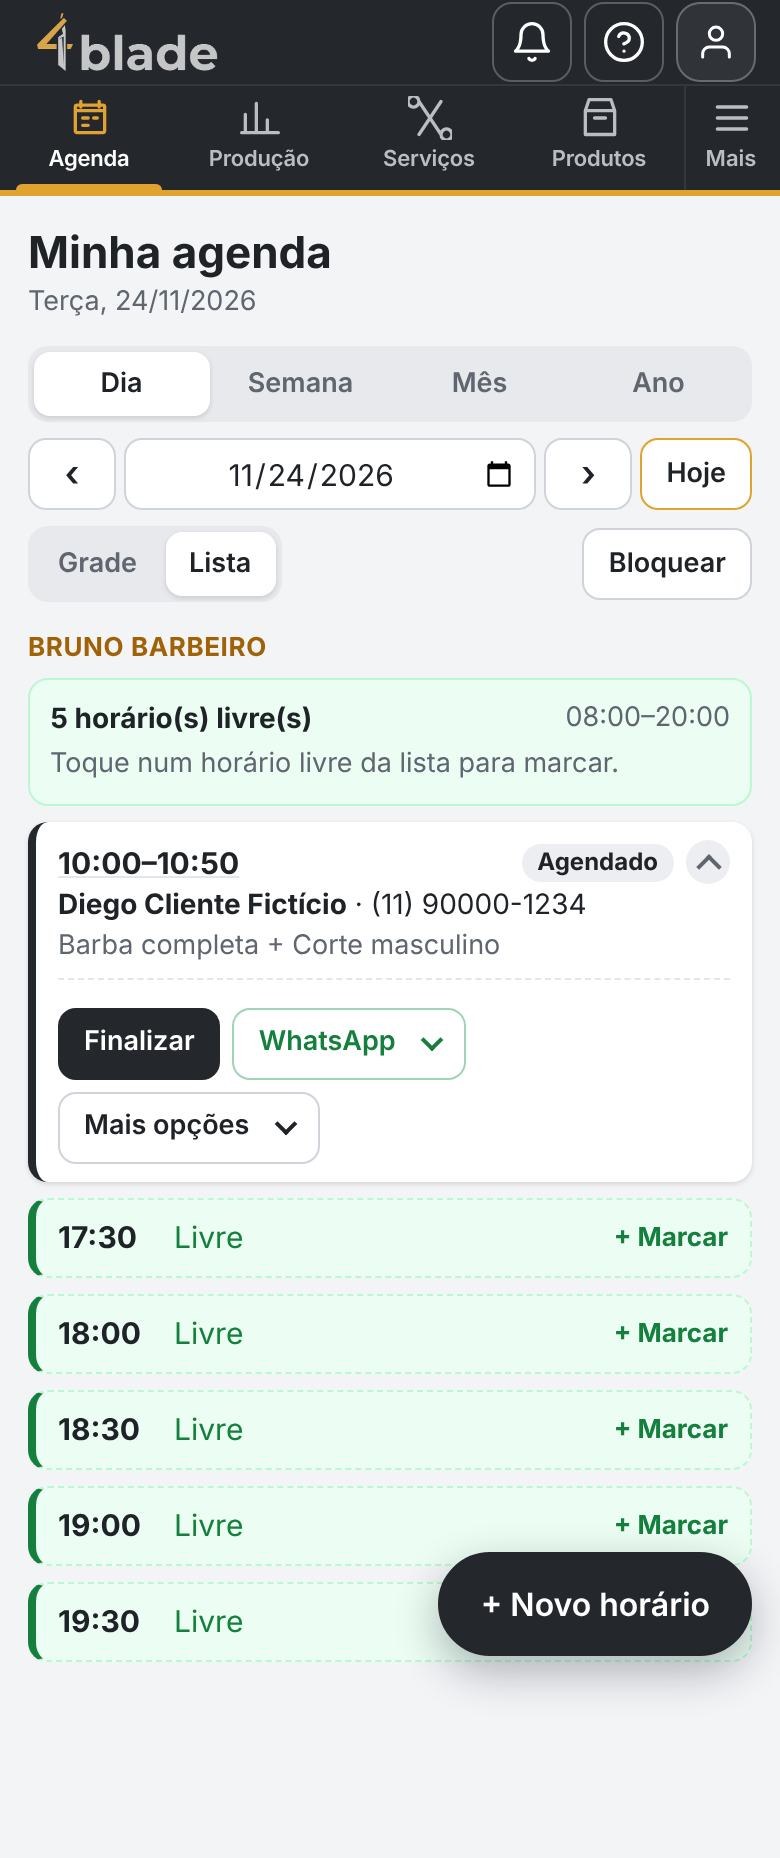 4blade
Agenda
Produção
Serviços
Produtos
Mais
Minha agenda
Terça, 24/11/2026
Dia
Semana
Mês
Ano
‹
11/24/2026
›
Hoje
Grade
Lista
Bloquear
BRUNO BARBEIRO
5 horário(s) livre(s)
08:00–20:00
Toque num horário livre da lista para marcar.
10:00–10:50
Agendado
Diego Cliente Fictício · (11) 90000-1234
Barba completa + Corte masculino
Finalizar
WhatsApp
Mais opções
17:30 Livre + Marcar
18:00 Livre + Marcar
18:30 Livre + Marcar
19:00 Livre + Marcar
19:30 Livre
+ Novo horário